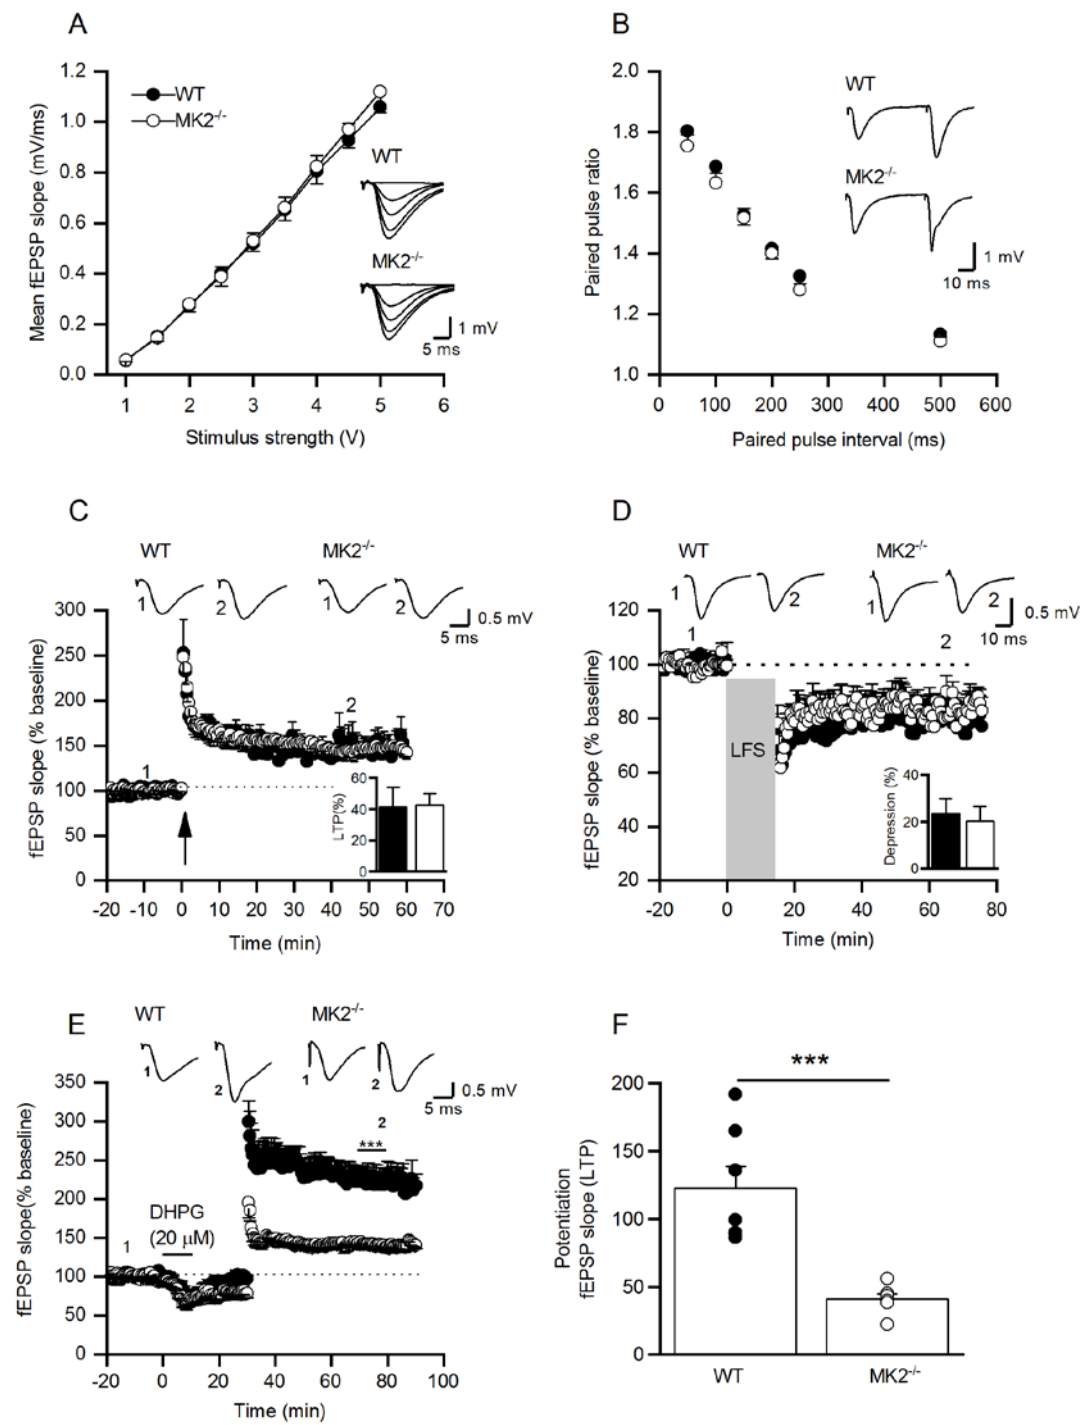 A
1.2
1.0
0.8
0.6
0.4
0.2
0.0
Mean fEPSP slope (mV/ms)
WT
MK2-/-
WT
MK2-/-
1 mV
5 ms
1 2 3 4 5 6
Stimulus strength (V)
B
2.0
1.8
1.6
1.4
1.2
1.0
Paired pulse ratio
WT
MK2-/-
1 mV
10 ms
0 100 200 300 400 500 600
Paired pulse interval (ms)
C
WT MK2-/-
1 2 1 2
0.5 mV
5 ms
300
250
200
150
100
50
0
fEPSP slope (% baseline)
1
2
60
40
20
0
LTP(%)
-20 -10 0 10 20 30 40 50 60 70
Time (min)
D
WT MK2-/-
1 2 1 2
0.5 mV
10 ms
120
100
80
60
40
20
fEPSP slope (% baseline)
1
2
LFS
40
20
0
Depression (%)
-20 0 20 40 60 80
Time (min)
E
WT MK2-/-
1 2 1 2
0.5 mV
5 ms
350
300
250
200
150
100
50
0
fEPSP slope(% baseline)
2
***
DHPG
(20 μM)
1
-20 0 20 40 60 80 100
Time (min)
F
***
200
150
100
50
0
Potentiation
fEPSP slope (LTP)
WT MK2-/-